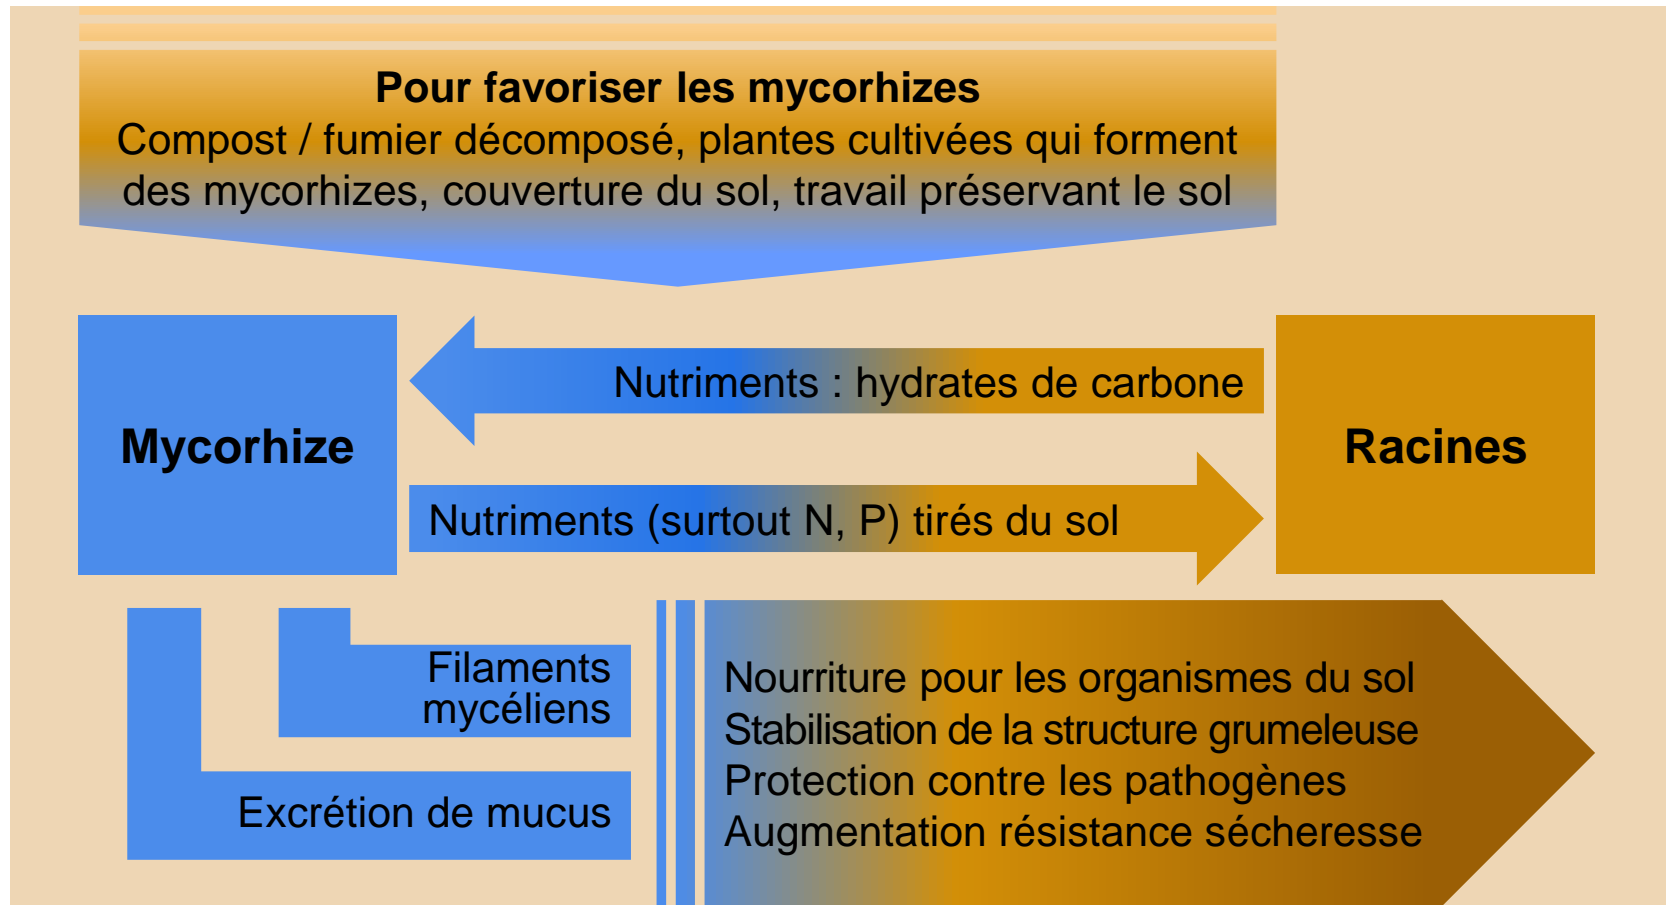 Pour favoriser les mycorhizes
Compost / fumier décomposé, plantes cultivées qui forment
des mycorhizes, couverture du sol, travail préservant le sol
Nutriments : hydrates de carbone
Mycorhize
Racines
Nutriments (surtout N, P) tirés du sol
Filaments
mycéliens
Excrétion de mucus
Nourriture pour les organismes du sol
Stabilisation de la structure grumeleuse
Protection contre les pathogènes
Augmentation résistance sécheresse